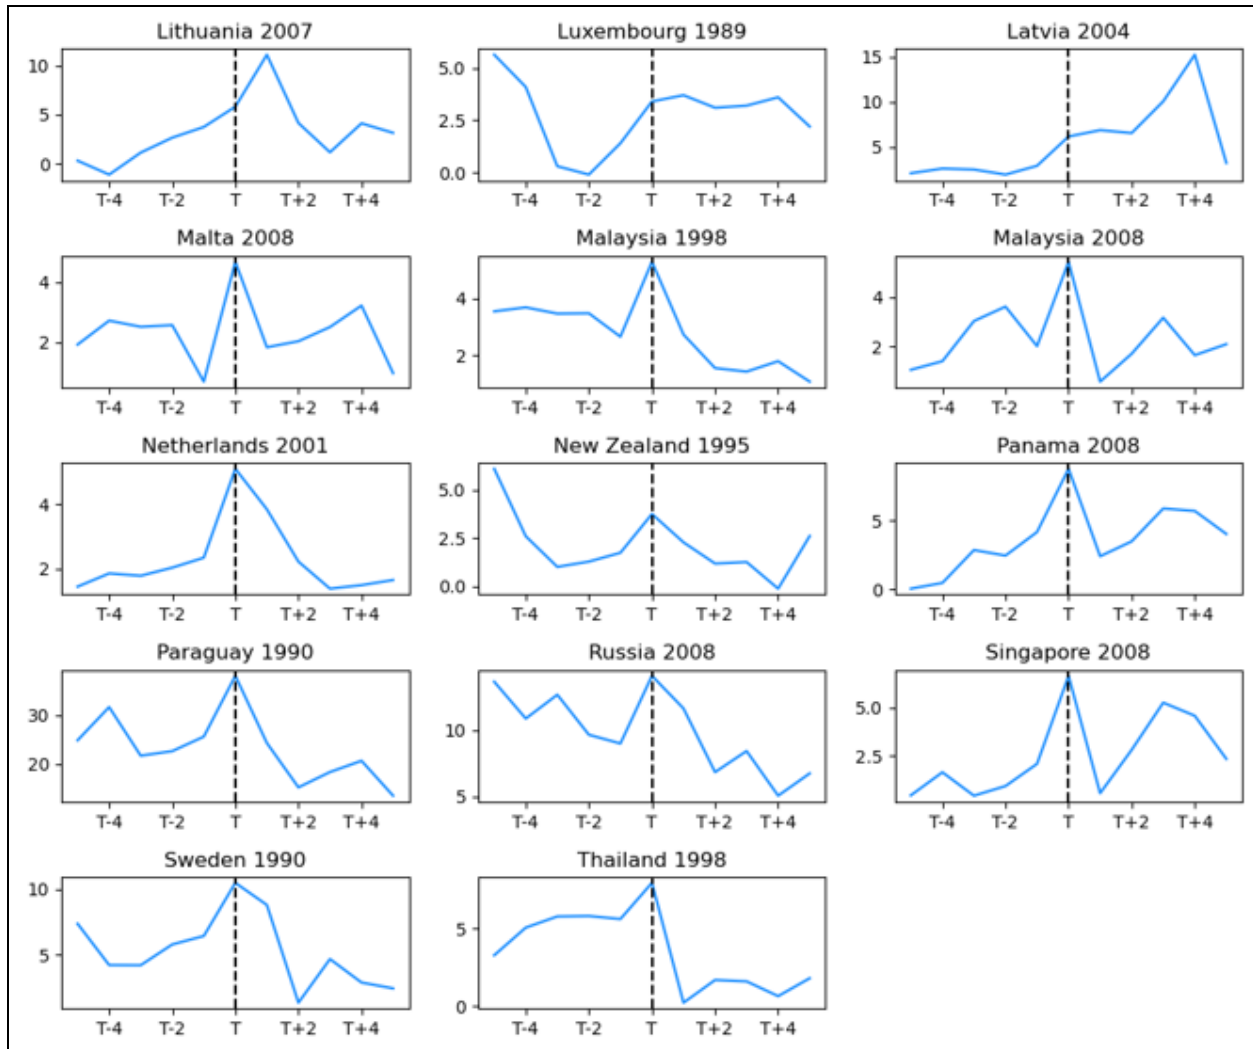 Lithuania 2007 Luxembourg 1989 Latvia 2004
10 5.0 15
5 2.5 10
0 0.0 5
T-4 T-2 T T+2 T+4 T-4 T-2 T T+2 T+4 T-4 T-2 T T+2 T+4
Malta 2008 Malaysia 1998 Malaysia 2008
4 4 4
2 2 2
T-4 T-2 T T+2 T+4 T-4 T-2 T T+2 T+4 T-4 T-2 T T+2 T+4
Netherlands 2001 New Zealand 1995 Panama 2008
4 5.0 5
2 2.5 0
0.0
T-4 T-2 T T+2 T+4 T-4 T-2 T T+2 T+4 T-4 T-2 T T+2 T+4
Paraguay 1990 Russia 2008 Singapore 2008
30 10 5.0
20 5 2.5
T-4 T-2 T T+2 T+4 T-4 T-2 T T+2 T+4 T-4 T-2 T T+2 T+4
Sweden 1990 Thailand 1998
10 5
5 0
T-4 T-2 T T+2 T+4 T-4 T-2 T T+2 T+4